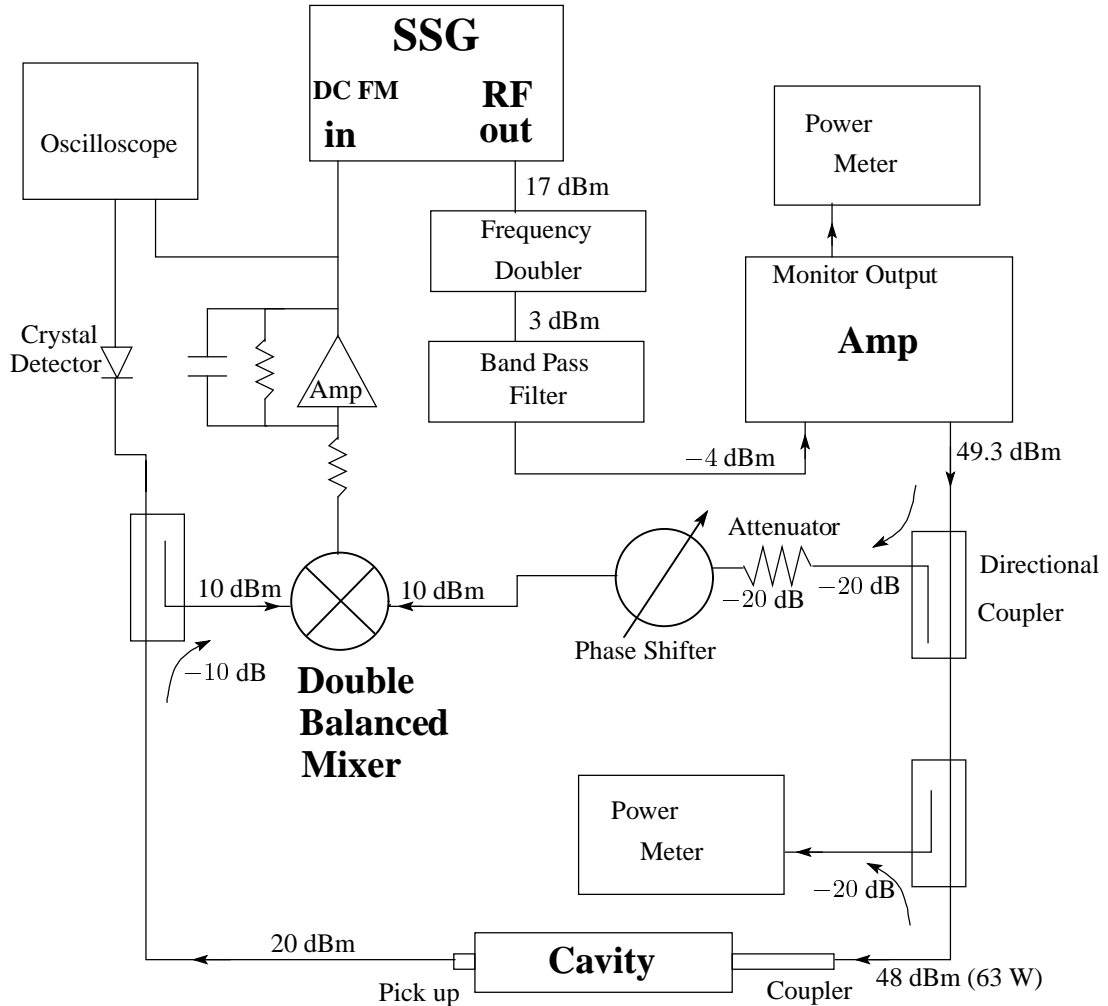 SSG
DC FM
in
RF
out
Oscilloscope
Power
Meter
17 dBm
Frequency
Doubler
Monitor Output
Amp
3 dBm
Crystal
Detector
Band Pass
Filter
Amp
−4 dBm
49.3 dBm
Attenuator
Directional
Coupler
10 dBm
10 dBm
−20 dB
−20 dB
Phase Shifter
−10 dB
Double
Balanced
Mixer
Power
Meter
−20 dB
20 dBm
Cavity
Pick up
Coupler
48 dBm (63 W)